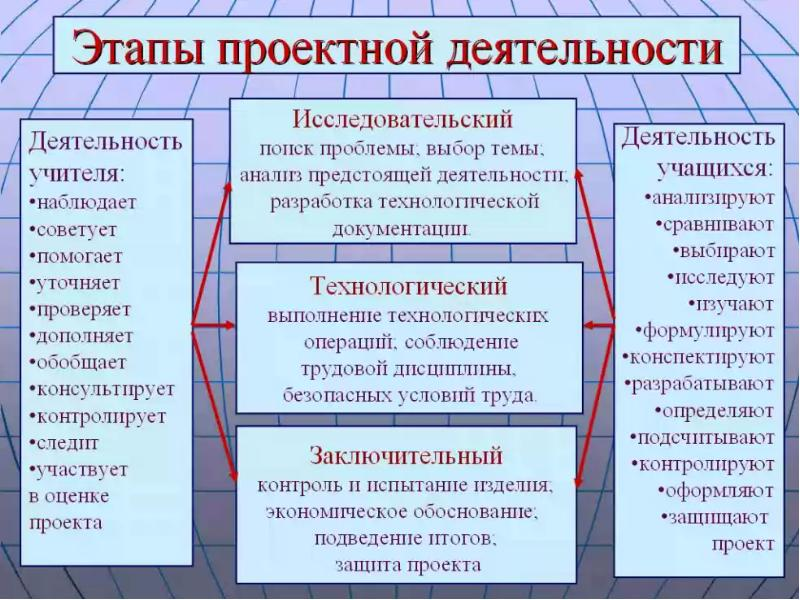 Этапы проектной деятельности
Деятельность
учителя:
•наблюдает
•советует
•помогает
•уточняет
•проверяет
•дополняет
•обобщает
•консультирует
•контролирует
•следит
•участвует
в оценке
проекта
Исследовательский
поиск проблемы; выбор темы;
анализ предстоящей деятельности;
разработка технологической
документации.
Технологический
выполнение технологических
операций; соблюдение
трудовой дисциплины,
безопасных условий труда.
Заключительный
контроль и испытание изделия;
экономическое обоснование;
подведение итогов;
защита проекта
Деятельность
учащихся:
•анализируют
•сравнивают
•выбирают
•исследуют
•изучают
•формулируют
•конспектируют
•разрабатывают
•определяют
•подсчитывают
•контролируют
•оформляют
•защищают
проект